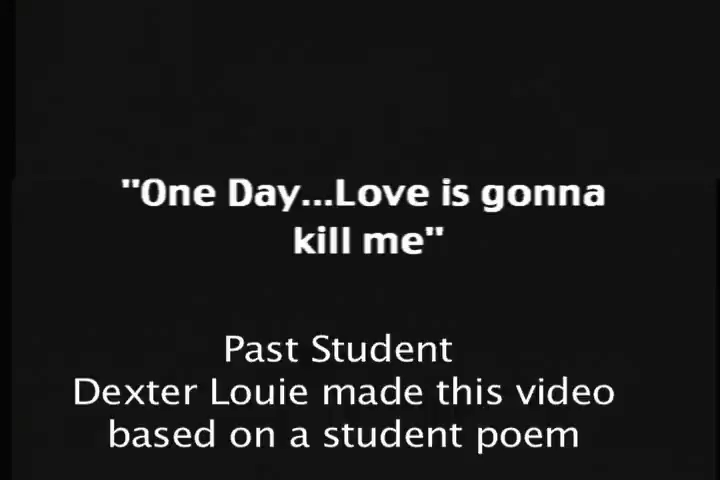 "One Day...Love is gonna
kill me"
Past Student
Dexter Louie made this video
based on a student poem